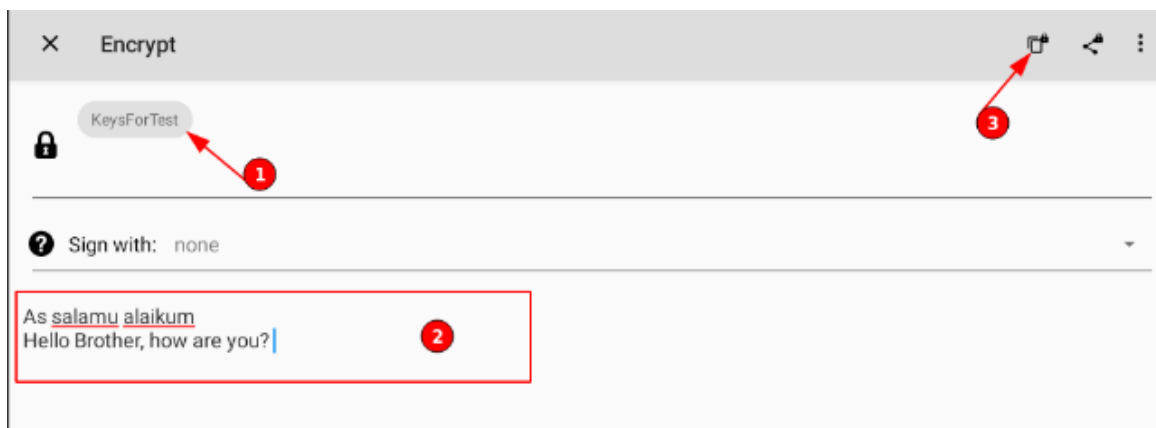 Encrypt
3
KeysForTest
1
Sign with: none
As salamu alaikum
Hello Brother, how are you?
2